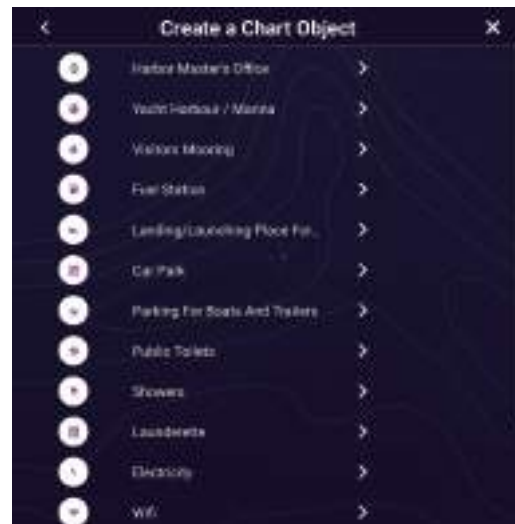 Create a Chart Object
Harbor Master's Office
Yacht Harbour / Marina
Visitors Mooring
Fuel Station
Landing/Launching Place For..
Car Park
Parking For Boats And Trailers
Public Toilets
Showers
Launderette
Electricity
Wifi